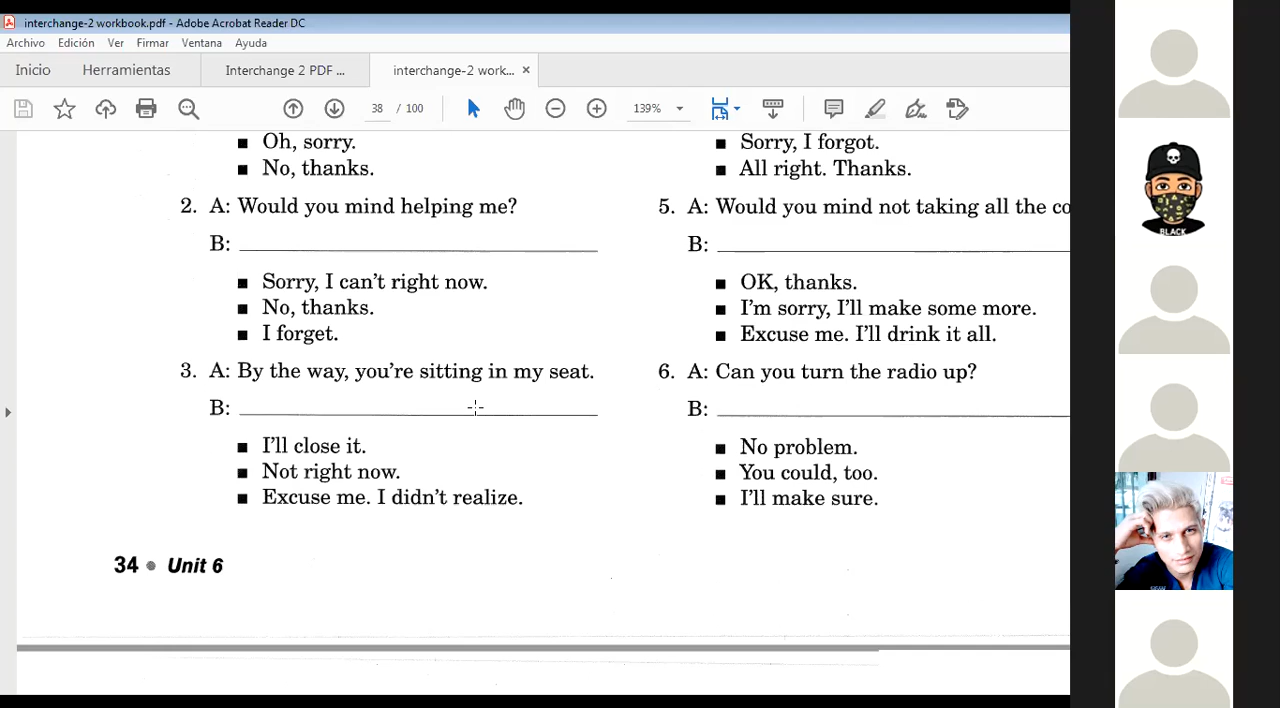 interchange-2 workbook.pdf - Adobe Acrobat Reader DC
Archivo Edición Ver Firmar Ventana Ayuda
Inicio Herramientas Interchange 2 PDF ... interchange-2 work... ×
38 / 100 139%
■ Oh, sorry.
■ No, thanks.
2. A: Would you mind helping me?
B:
■ Sorry, I can't right now.
■ No, thanks.
■ I forget.
3. A: By the way, you're sitting in my seat.
B:
■ I'll close it.
■ Not right now.
■ Excuse me. I didn't realize.
34 • Unit 6
■ Sorry, I forgot.
■ All right. Thanks.
5. A: Would you mind not taking all the co
B:
■ OK, thanks.
■ I'm sorry, I'll make some more.
■ Excuse me. I'll drink it all.
6. A: Can you turn the radio up?
B:
■ No problem.
■ You could, too.
■ I'll make sure.
BLACK